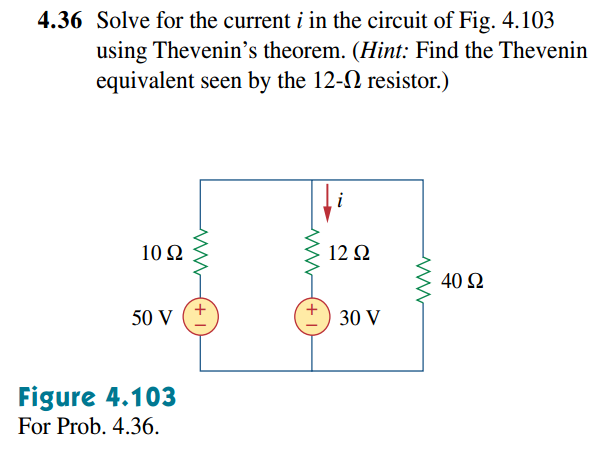 4.36 Solve for the current i in the circuit of Fig. 4.103
using Thevenin's theorem. (Hint: Find the Thevenin
equivalent seen by the 12-Ω resistor.)
i
10 Ω
12 Ω
40 Ω
50 V
+
−
+
−
30 V
Figure 4.103
For Prob. 4.36.